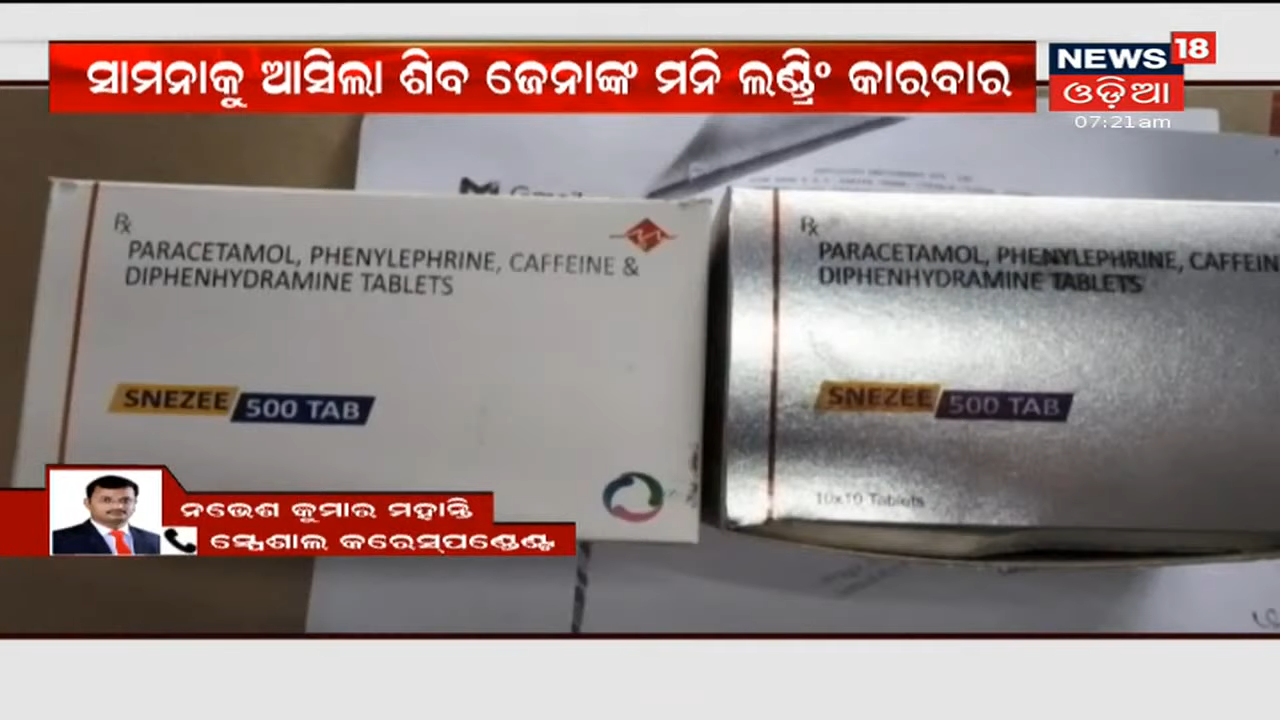 ସାମନାକୁ ଆସିଲା ଶିବ ଜେନାଙ୍କ ମନି ଲଣ୍ଡ୍ରିଂ କାରବାର
NEWS 18
ଓଡ଼ିଆ
07:21am
Rx
PARACETAMOL, PHENYLEPHRINE, CAFFEINE &
DIPHENHYDRAMINE TABLETS
SNEZEE 500 TAB
Rx
PARACETAMOL, PHENYLEPHRINE, CAFFEIN
DIPHENHYDRAMINE TABLETS
SNEZEE 500 TAB
10x10 Tablets
ନଭେଶ କୁମାର ମହାନ୍ତି
ସ୍ପେଶାଲ କରେସ୍‌ପଣ୍ଡେଣ୍ଟ